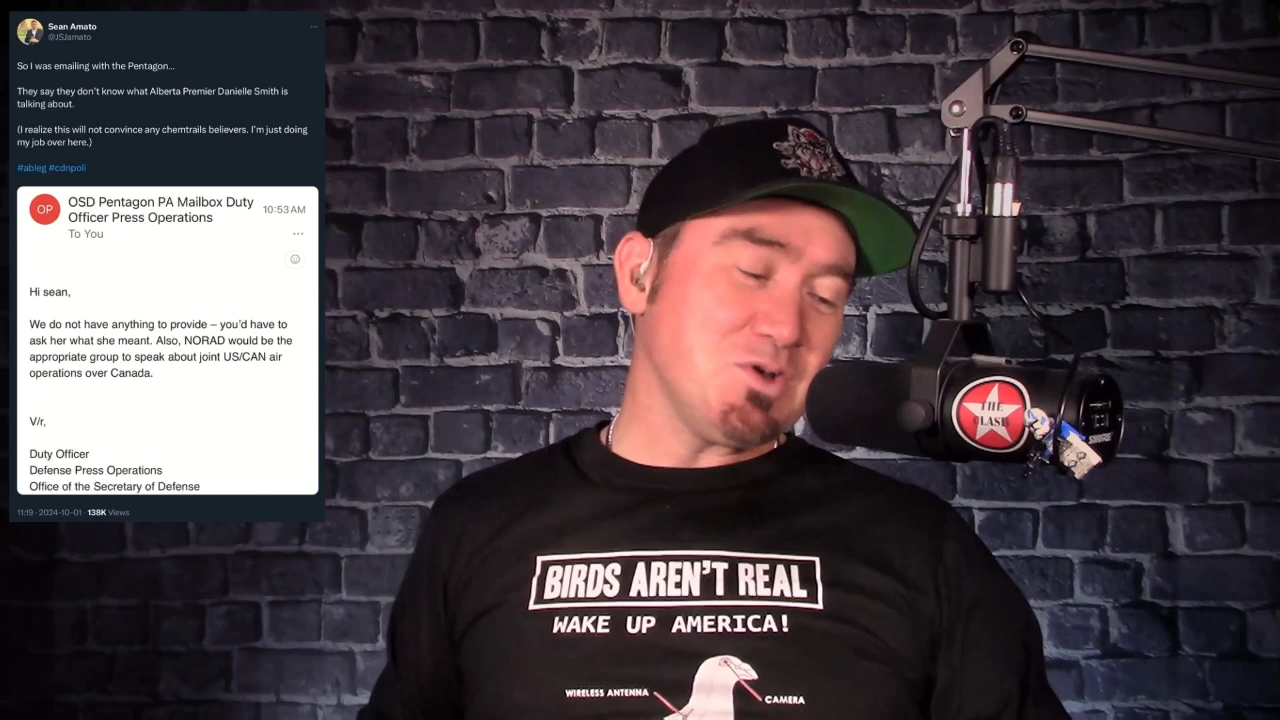 Sean Amato
@JSJamato
So I was emailing with the Pentagon...
They say they don't know what Alberta Premier Danielle Smith is
talking about.
(I realize this will not convince any chemtrails believers. I'm just doing
my job over here.)
#ableg #cdnpoli
OP
OSD Pentagon PA Mailbox Duty
Officer Press Operations
10:53 AM
To You
Hi sean,
We do not have anything to provide – you'd have to
ask her what she meant. Also, NORAD would be the
appropriate group to speak about joint US/CAN air
operations over Canada.
V/r,
Duty Officer
Defense Press Operations
Office of the Secretary of Defense
11:19 · 2024-10-01 · 138K Views
THE
CLASH
SHURE
BIRDS AREN'T REAL
WAKE UP AMERICA!
WIRELESS ANTENNA
CAMERA